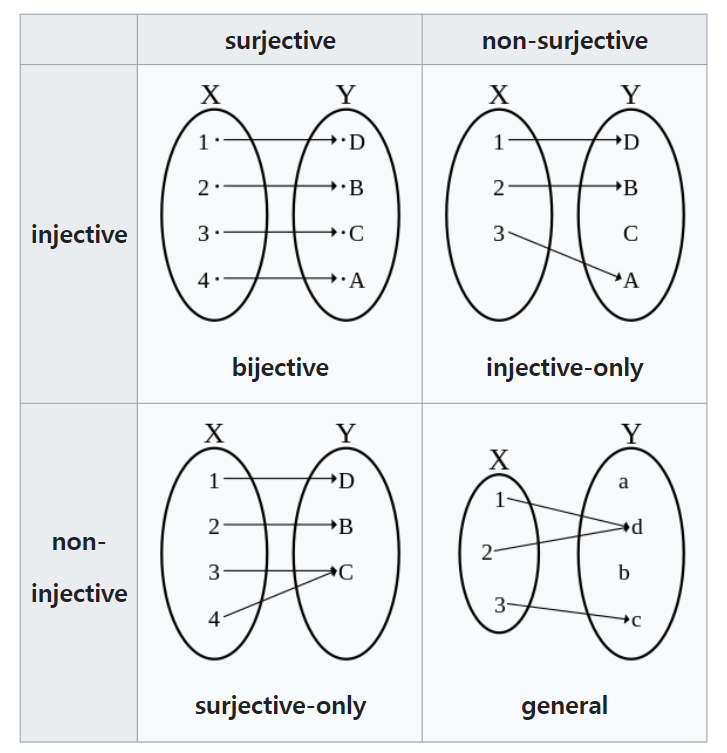 surjective non-surjective
injective
X Y
1 D
2 B
3 C
4 A
bijective
X Y
1 D
2 B
3 C
A
injective-only
non-
injective
X Y
1 D
2 B
3 C
4
surjective-only
X Y
a
1
d
2
b
3
c
general